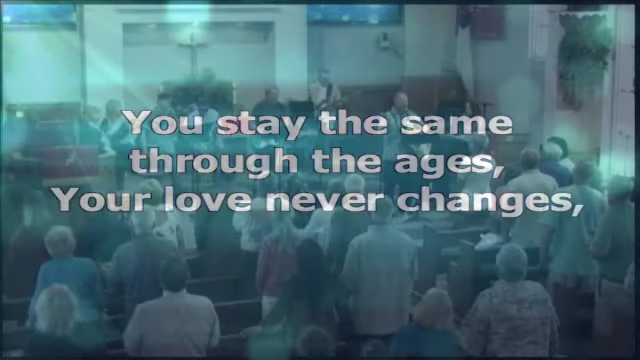 You stay the same
through the ages,
Your love never changes,